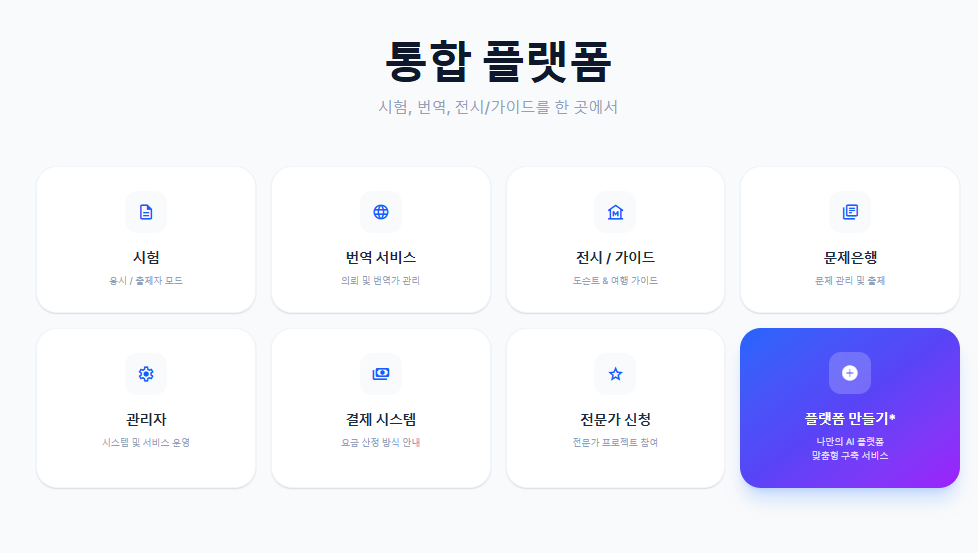 통합 플랫폼
시험, 번역, 전시/가이드를 한 곳에서
시험
응시 / 출제자 모드
번역 서비스
의뢰 및 번역가 관리
전시 / 가이드
도슨트 & 여행 가이드
문제은행
문제 관리 및 출제
관리자
시스템 및 서비스 운영
결제 시스템
요금 산정 방식 안내
전문가 신청
전문가 프로젝트 참여
플랫폼 만들기*
나만의 AI 플랫폼
맞춤형 구축 서비스